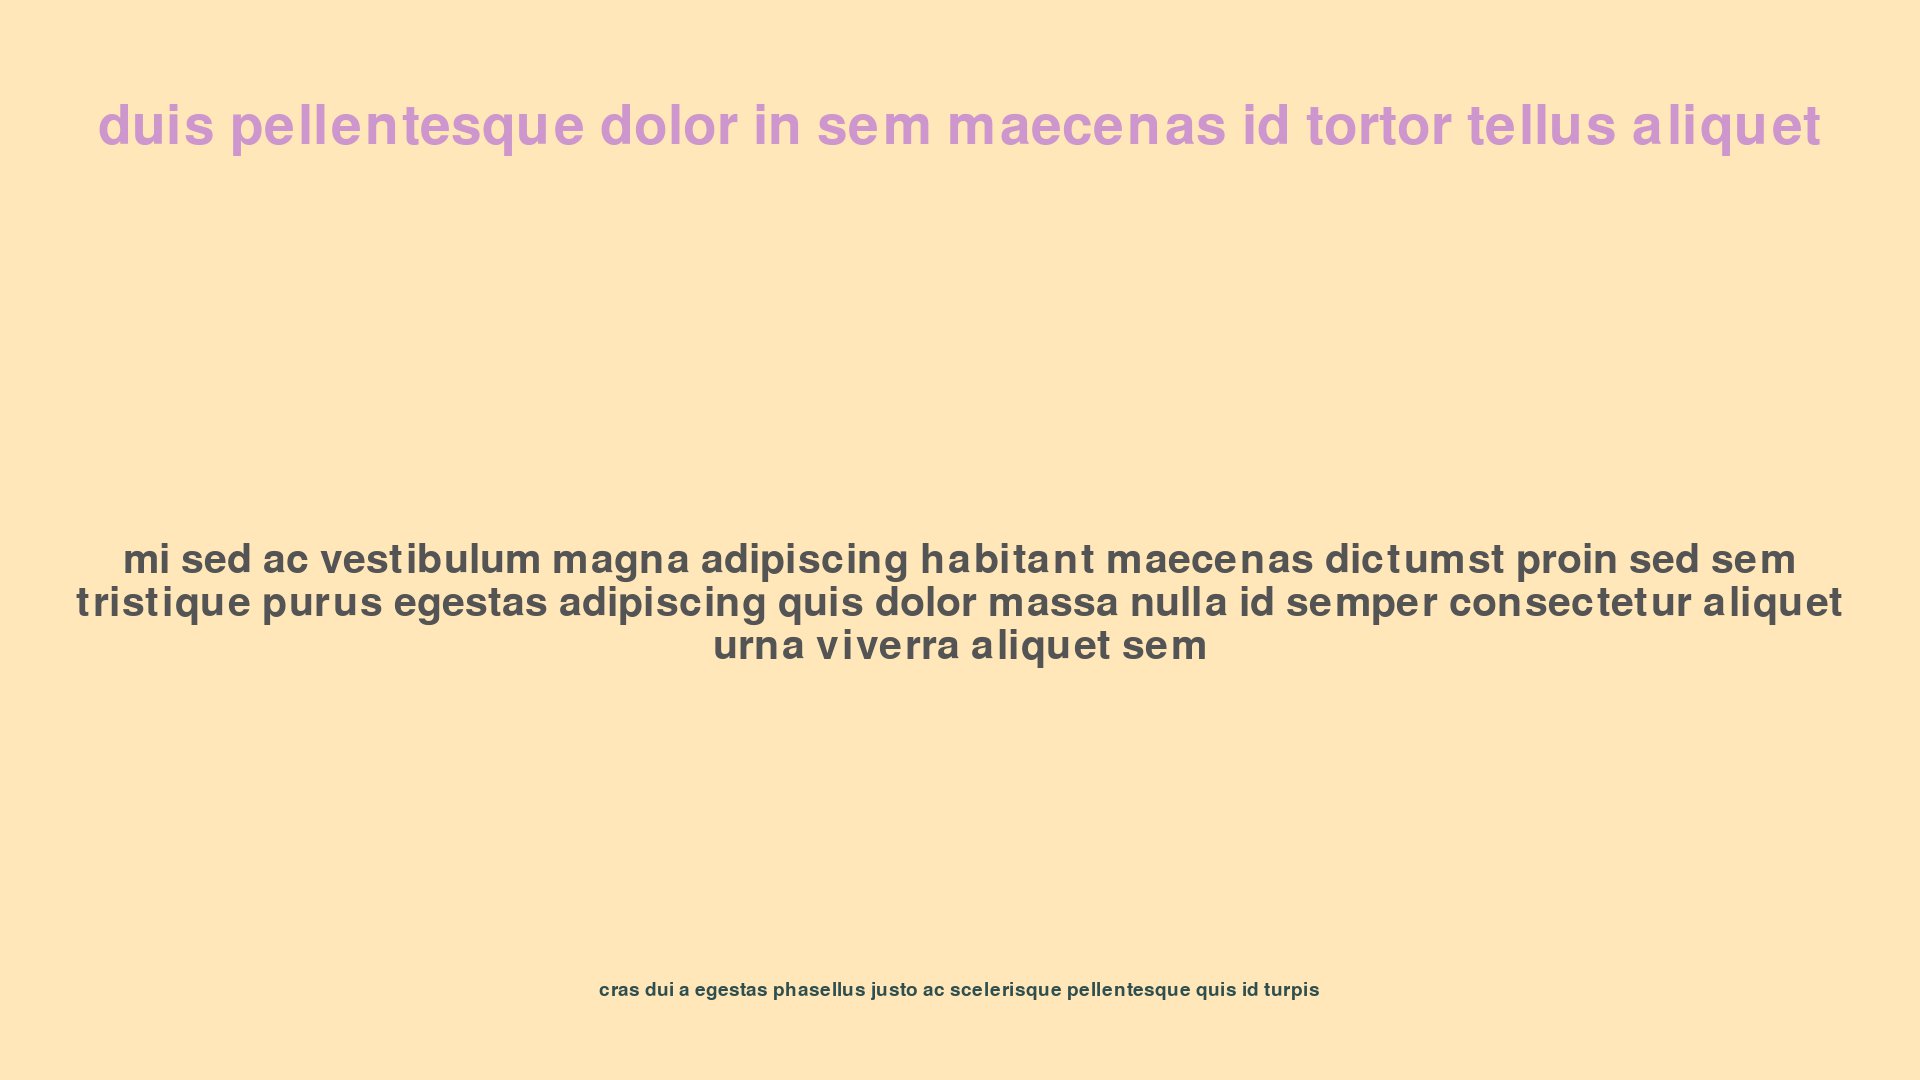 duis pellentesque dolor in sem maecenas id tortor tellus aliquet
mi sed ac vestibulum magna adipiscing habitant maecenas dictumst proin sed sem
tristique purus egestas adipiscing quis dolor massa nulla id semper consectetur aliquet
urna viverra aliquet sem
cras dui a egestas phasellus justo ac scelerisque pellentesque quis id turpis